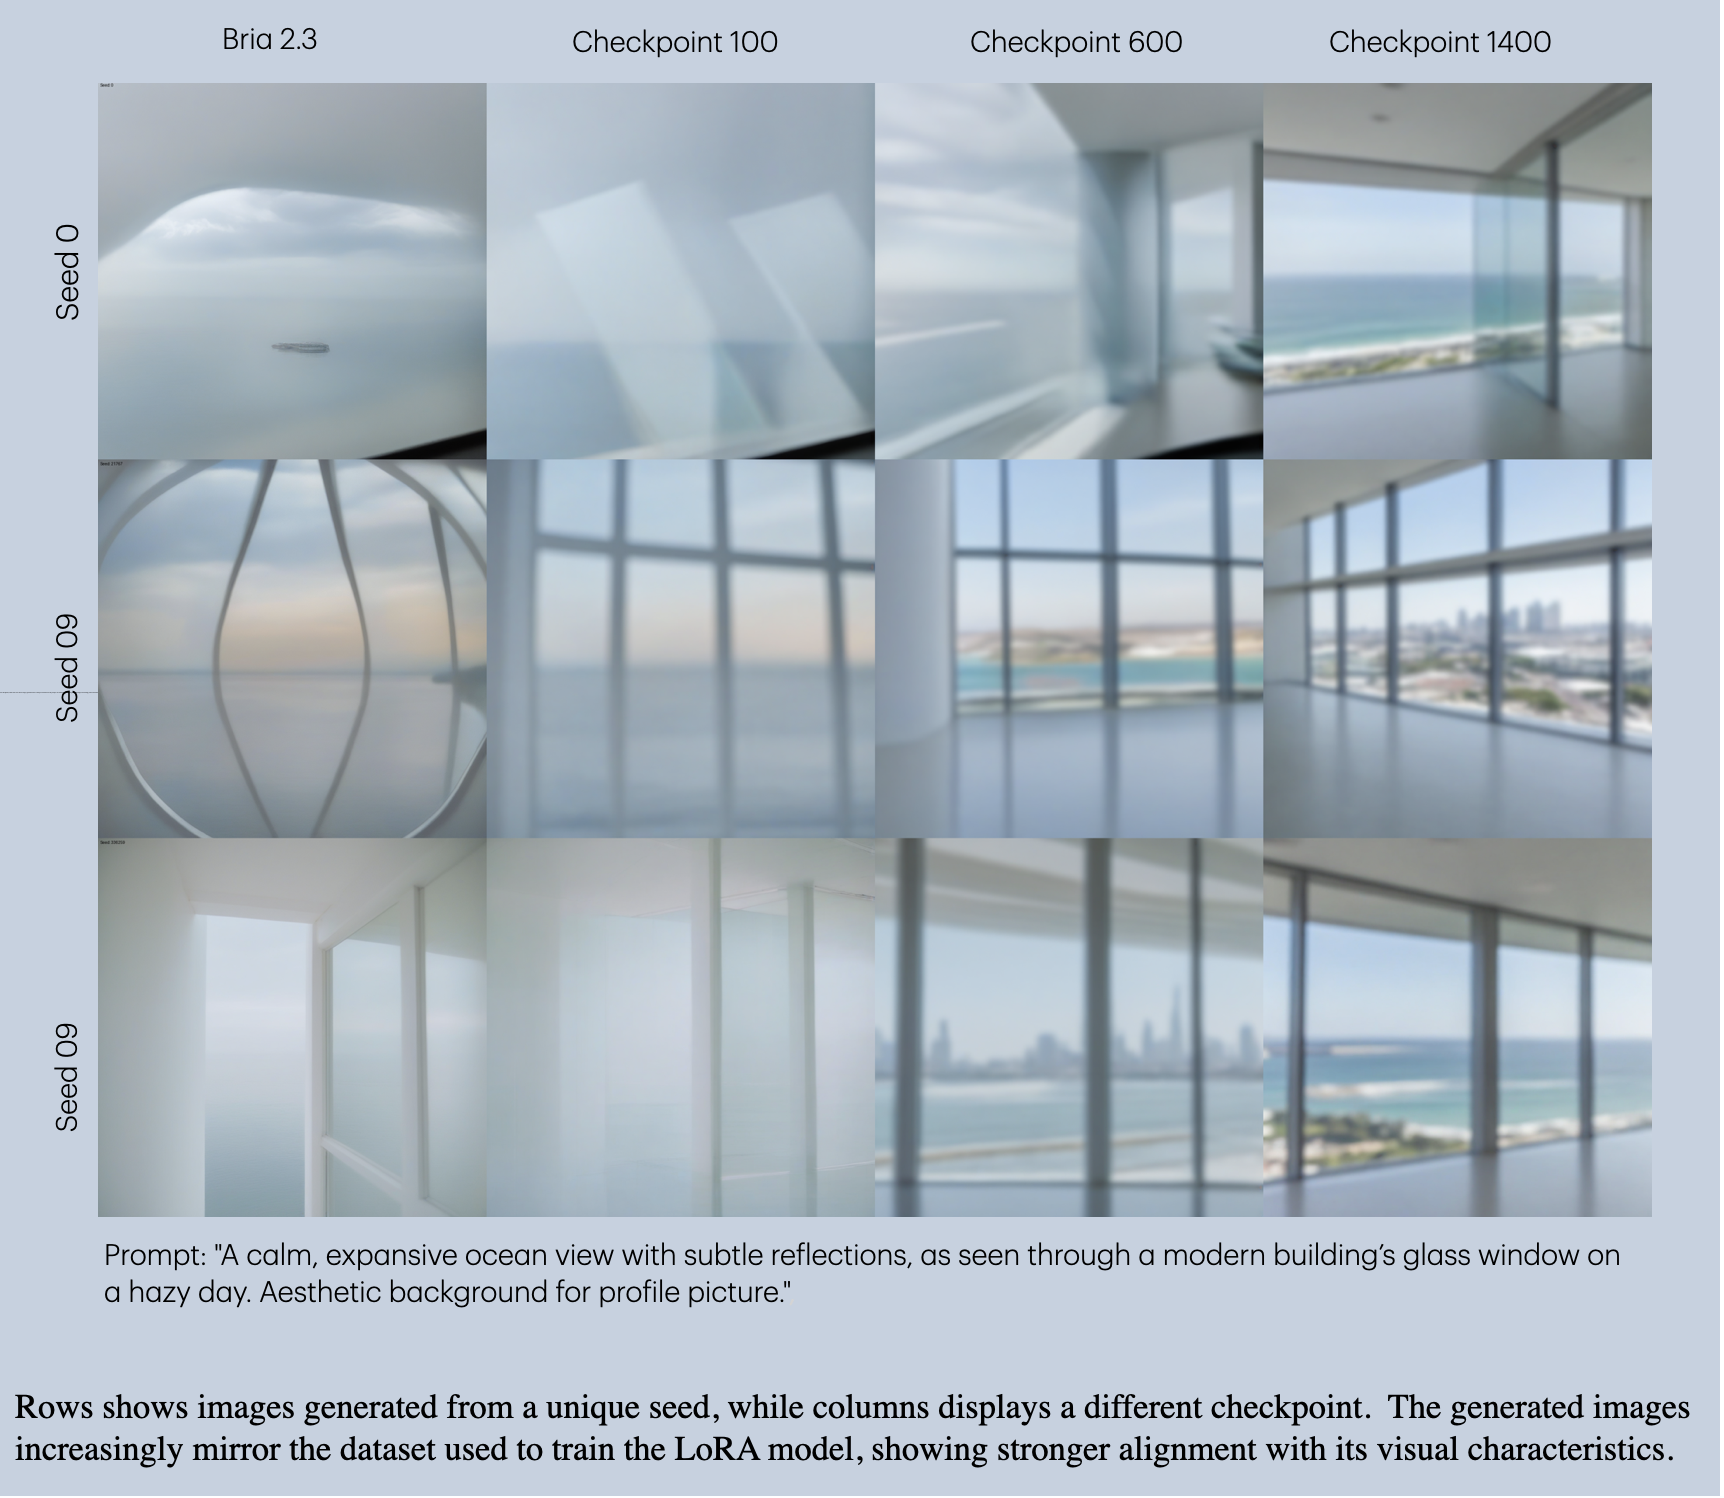 Bria 2.3
Checkpoint 100
Checkpoint 600
Checkpoint 1400
Seed 0
Seed 09
Seed 09
Prompt: "A calm, expansive ocean view with subtle reflections, as seen through a modern building’s glass window on
a hazy day. Aesthetic background for profile picture."
Rows shows images generated from a unique seed, while columns displays a different checkpoint. The generated images
increasingly mirror the dataset used to train the LoRA model, showing stronger alignment with its visual characteristics.